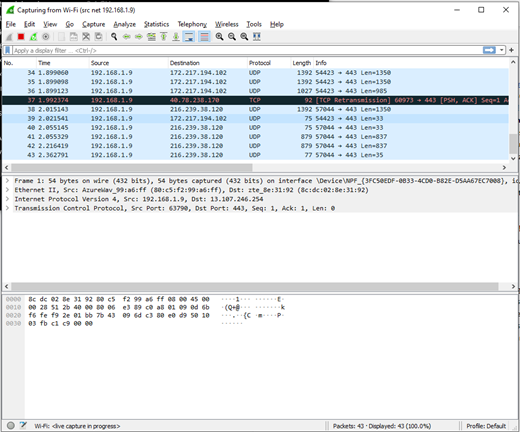 Capturing from Wi-Fi (src net 192.168.1.9)
File Edit View Go Capture Analyze Statistics Telephony Wireless Tools Help
Apply a display filter ... <Ctrl-/>
No. Time Source Destination Protocol Length Info
34 1.899060 192.168.1.9 172.217.194.102 UDP 1392 54423 → 443 Len=1350
35 1.899098 192.168.1.9 172.217.194.102 UDP 1392 54423 → 443 Len=1350
36 1.899123 192.168.1.9 172.217.194.102 UDP 1027 54423 → 443 Len=985
37 1.992374 192.168.1.9 40.78.238.170 TCP 92 [TCP Retransmission] 60973 → 443 [PSH, ACK] Seq=1 A
38 2.015143 192.168.1.9 216.239.38.120 UDP 1392 57044 → 443 Len=1350
39 2.021541 192.168.1.9 172.217.194.102 UDP 75 54423 → 443 Len=33
40 2.055145 192.168.1.9 216.239.38.120 UDP 75 57044 → 443 Len=33
41 2.055329 192.168.1.9 216.239.38.120 UDP 879 57044 → 443 Len=837
42 2.216419 192.168.1.9 216.239.38.120 UDP 879 57044 → 443 Len=837
43 2.362791 192.168.1.9 216.239.38.120 UDP 77 57044 → 443 Len=35
Frame 1: 54 bytes on wire (432 bits), 54 bytes captured (432 bits) on interface \Device\NPF_{3FC50EDF-0B33-4CD0-B82E-D5AA67EC7008}, id
Ethernet II, Src: AzureWav_99:a6:ff (80:c5:f2:99:a6:ff), Dst: zte_8e:31:92 (8c:dc:02:8e:31:92)
Internet Protocol Version 4, Src: 192.168.1.9, Dst: 13.107.246.254
Transmission Control Protocol, Src Port: 63790, Dst Port: 443, Seq: 1, Ack: 1, Len: 0
0000 8c dc 02 8e 31 92 80 c5 f2 99 a6 ff 08 00 45 00 ····1··· ······E·
0010 00 28 51 2b 40 00 80 06 e3 89 c0 a8 01 09 0d 6b ·(Q+@··· ·······k
0020 f6 fe f9 2e 01 bb 7b 43 09 6d c3 80 e0 d9 50 10 ···.··{C ·m····P·
0030 03 fb c1 c9 00 00 ······
Wi-Fi: <live capture in progress> Packets: 43 · Displayed: 43 (100.0%) Profile: Default